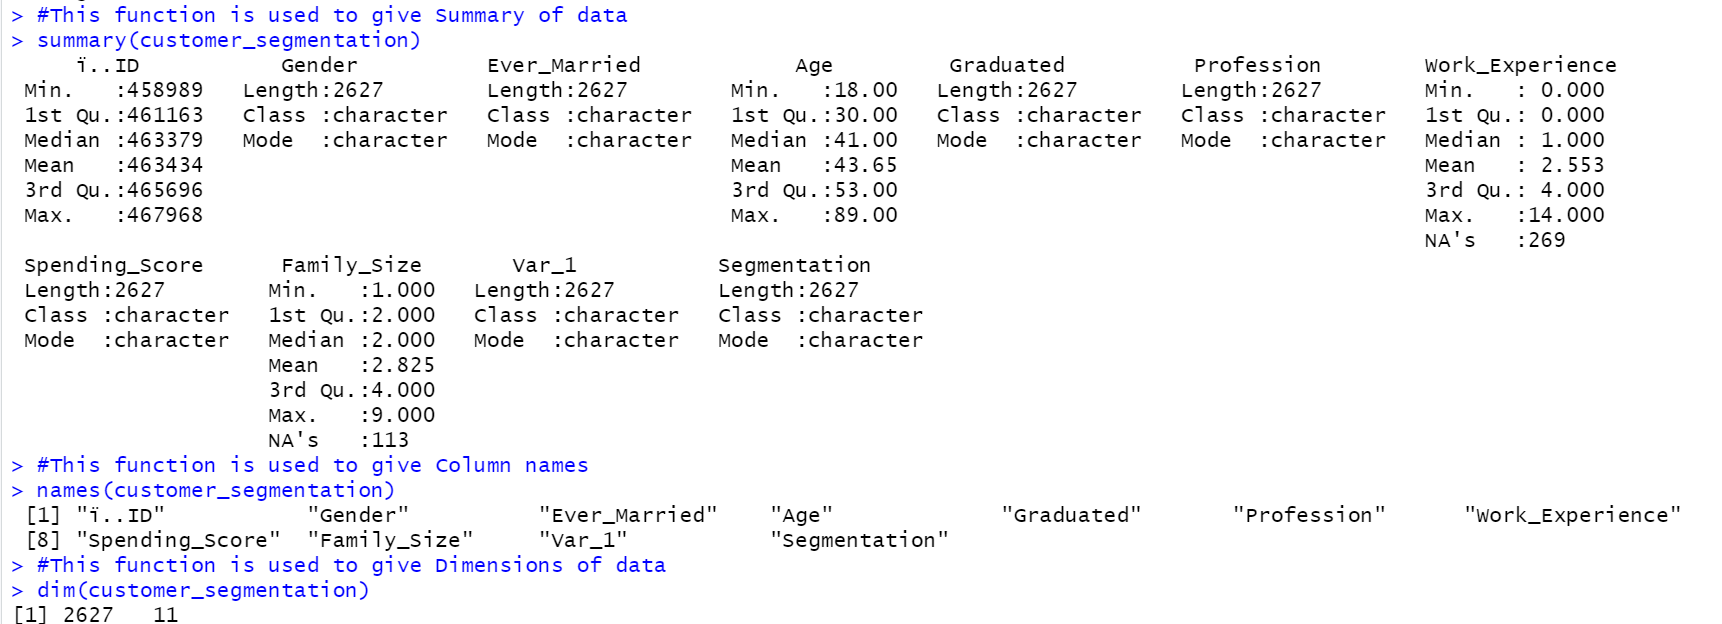 > #This function is used to give Summary of data
> summary(customer_segmentation)
     ï..ID           Gender          Ever_Married            Age         Graduated          Profession        Work_Experience
 Min.   :458989   Length:2627        Length:2627        Min.   :18.00   Length:2627        Length:2627        Min.   : 0.000
 1st Qu.:461163   Class :character   Class :character   1st Qu.:30.00   Class :character   Class :character   1st Qu.: 0.000
 Median :463379   Mode  :character   Mode  :character   Median :41.00   Mode  :character   Mode  :character   Median : 1.000
 Mean   :463434                                         Mean   :43.65                                         Mean   : 2.553
 3rd Qu.:465696                                         3rd Qu.:53.00                                         3rd Qu.: 4.000
 Max.   :467968                                         Max.   :89.00                                         Max.   :14.000
                                                                                                              NA's   :269
 Spending_Score      Family_Size       Var_1           Segmentation
 Length:2627        Min.   :1.000   Length:2627        Length:2627
 Class :character   1st Qu.:2.000   Class :character   Class :character
 Mode  :character   Median :2.000   Mode  :character   Mode  :character
                    Mean   :2.825
                    3rd Qu.:4.000
                    Max.   :9.000
                    NA's   :113
> #This function is used to give Column names
> names(customer_segmentation)
 [1] "ï..ID"           "Gender"          "Ever_Married"    "Age"             "Graduated"       "Profession"      "Work_Experience"
 [8] "Spending_Score"  "Family_Size"     "Var_1"           "Segmentation"
> #This function is used to give Dimensions of data
> dim(customer_segmentation)
[1] 2627   11